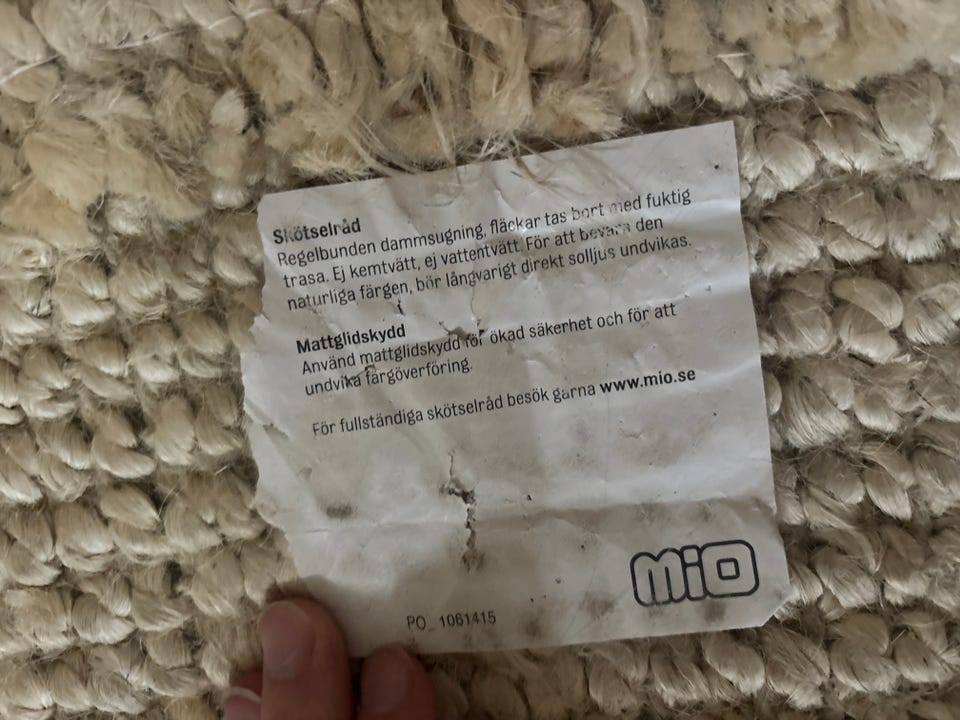 Skötselråd
Regelbunden dammsugning, fläckar tas bort med fuktig
trasa. Ej kemtvätt, ej vattentvätt. För att bevara den
naturliga färgen, bör långvarigt direkt solljus undvikas.
Mattglidskydd
Använd mattglidskydd för ökad säkerhet och för att
undvika färgöverföring.
För fullständiga skötselråd besök gärna www.mio.se
mio
PO_1061415